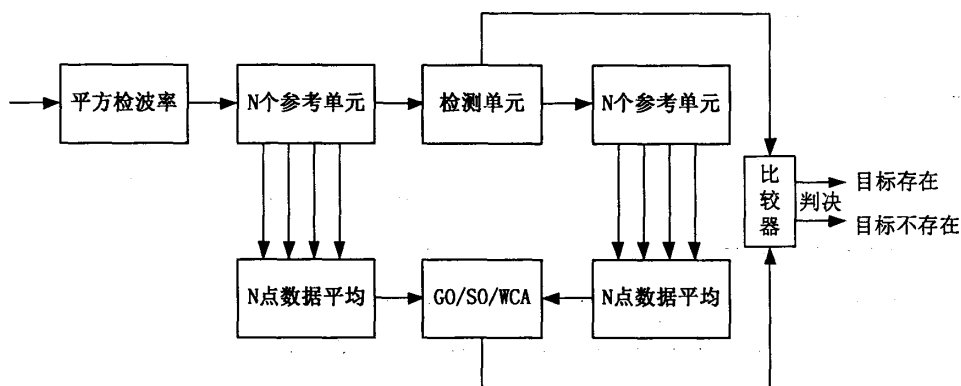 平方检波率
N个参考单元
检测单元
N个参考单元
比较器
判决
目标存在
目标不存在
N点数据平均
GO/SO/WCA
N点数据平均